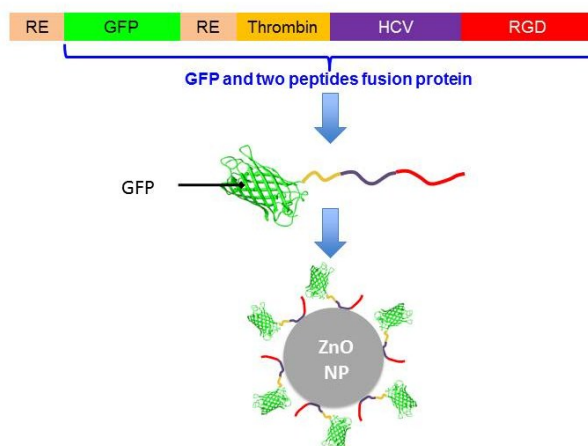 RE GFP RE Thrombin HCV RGD
GFP and two peptides fusion protein
GFP
ZnO
NP